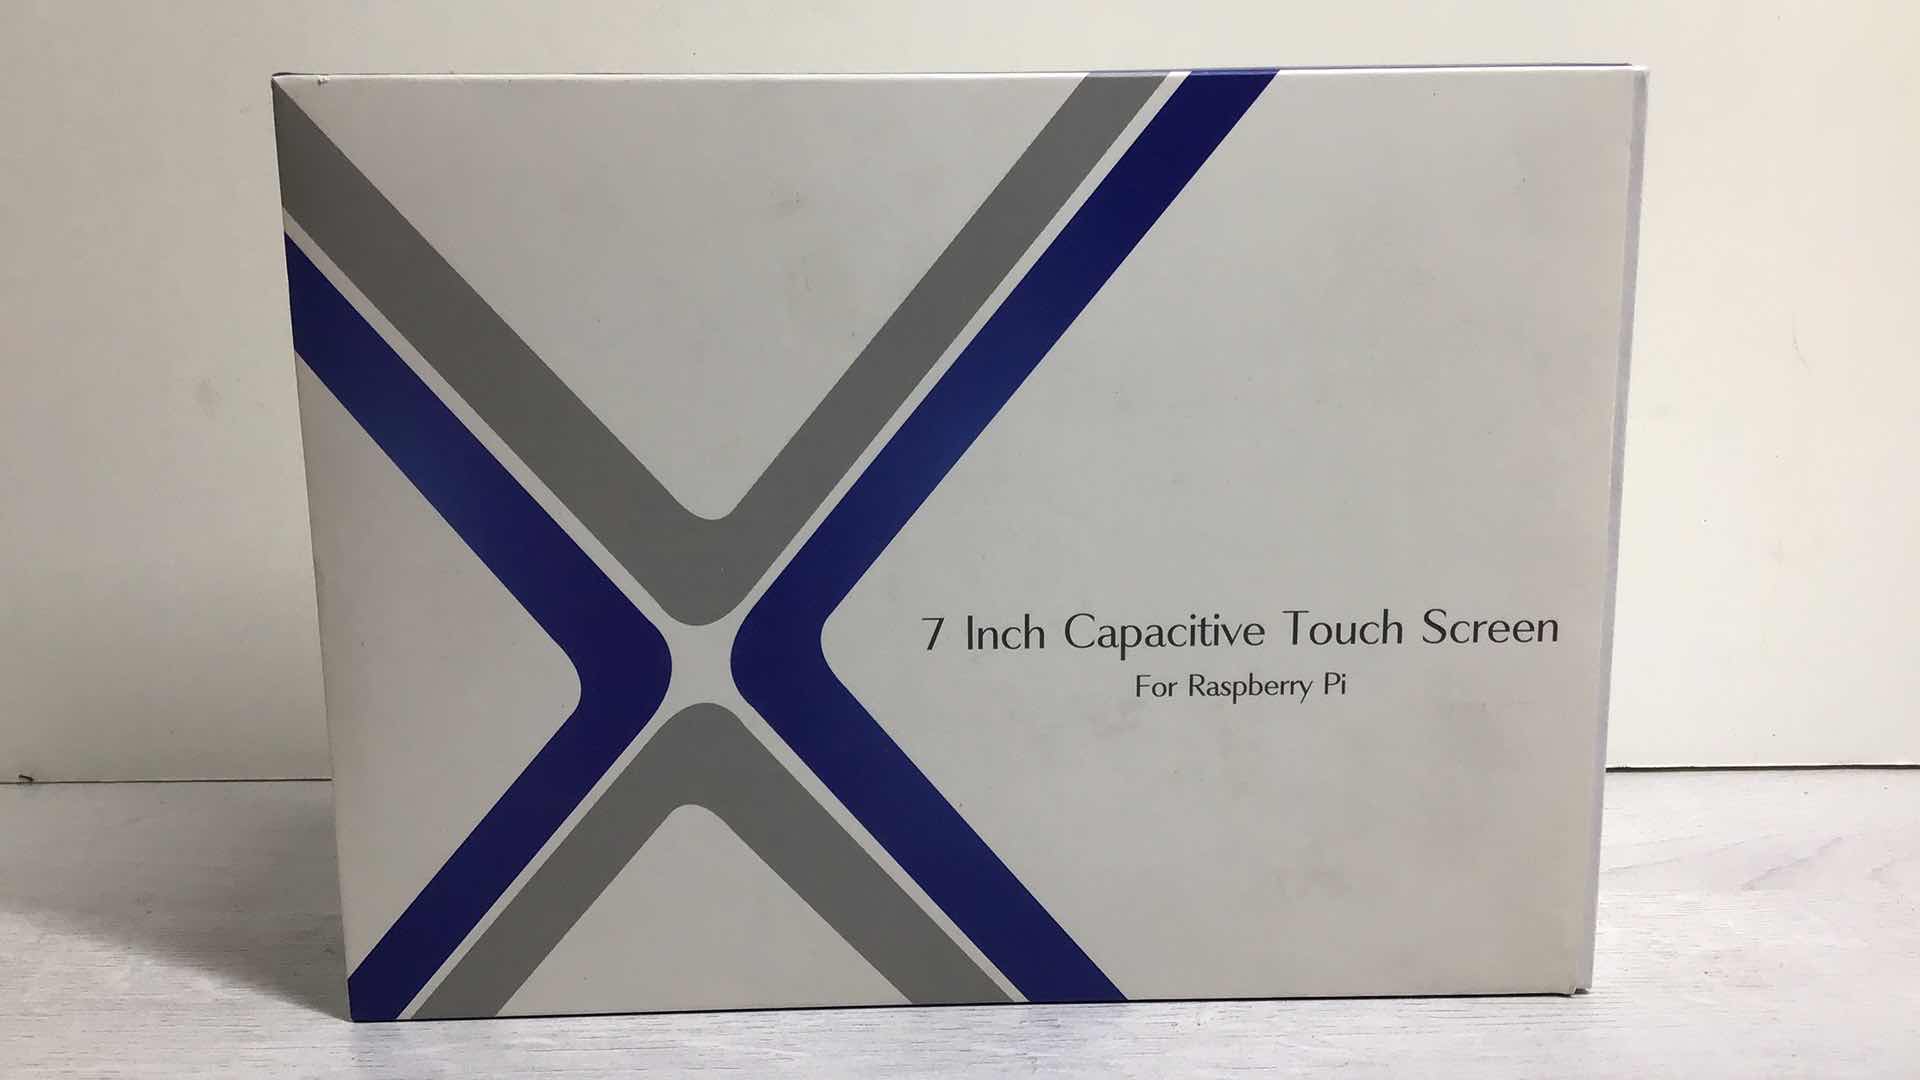 7 Inch Capacitive Touch Screen
For Raspberry Pi